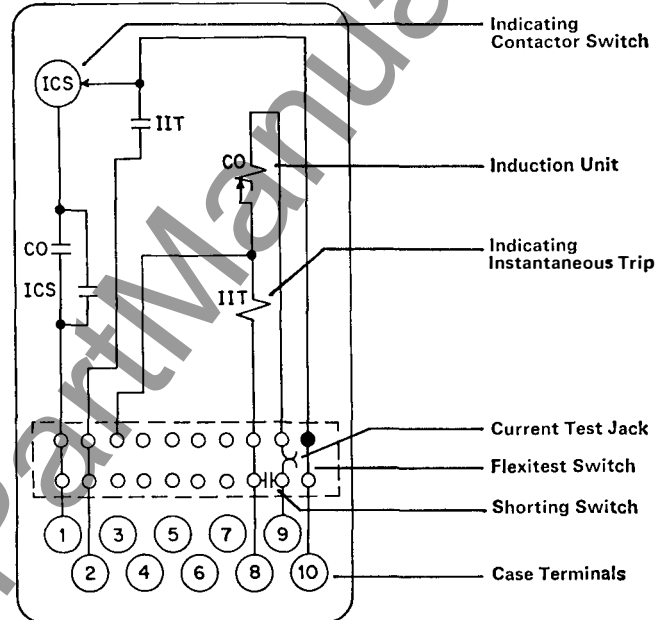 Indicating
Contactor Switch
ICS
IIT
CO
Induction Unit
CO
Indicating
Instantaneous Trip
ICS
IIT
Current Test Jack
Flexitest Switch
Shorting Switch
1 3 5 7 9
2 4 6 8 10
Case Terminals
PartManua